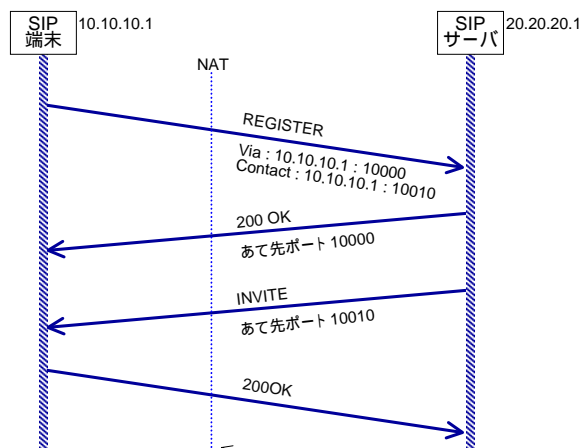 SIP
端末
10.10.10.1
SIP
サーバ
20.20.20.1
NAT
REGISTER
Via : 10.10.10.1 : 10000
Contact : 10.10.10.1 : 10010
200 OK
あて先ポート 10000
INVITE
あて先ポート 10010
200OK